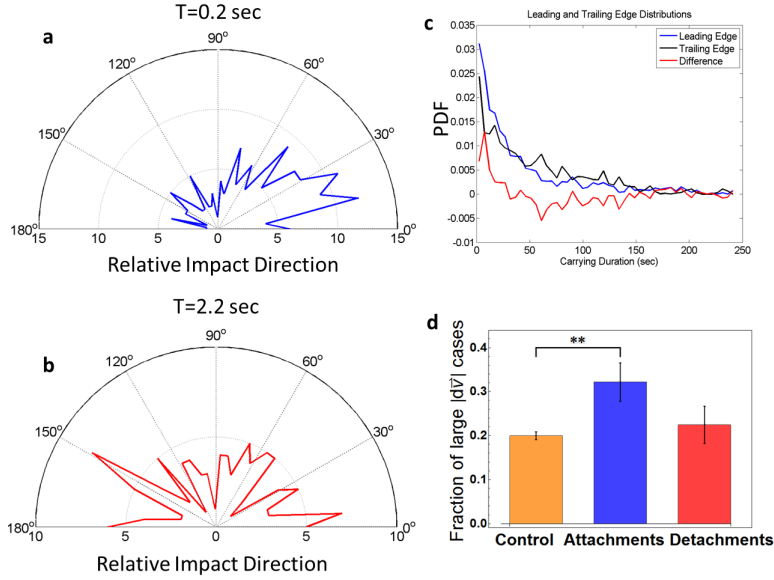 T=0.2 sec
a
90°
120°
60°
150°
30°
180°
0°
15 10 5 0 5 10 15
Relative Impact Direction
T=2.2 sec
b
90°
120°
60°
150°
30°
180°
0°
10 5 0 5 10
Relative Impact Direction
c
Leading and Trailing Edge Distributions
0.035
0.03
0.025
0.02
0.015
0.01
0.005
0
-0.005
-0.01
PDF
Leading Edge
Trailing Edge
Difference
0 50 100 150 200 250
Carrying Duration (sec)
d
**
0.4
0.3
0.2
0.1
0.0
Fraction of large |dv⃗| cases
Control Attachments Detachments